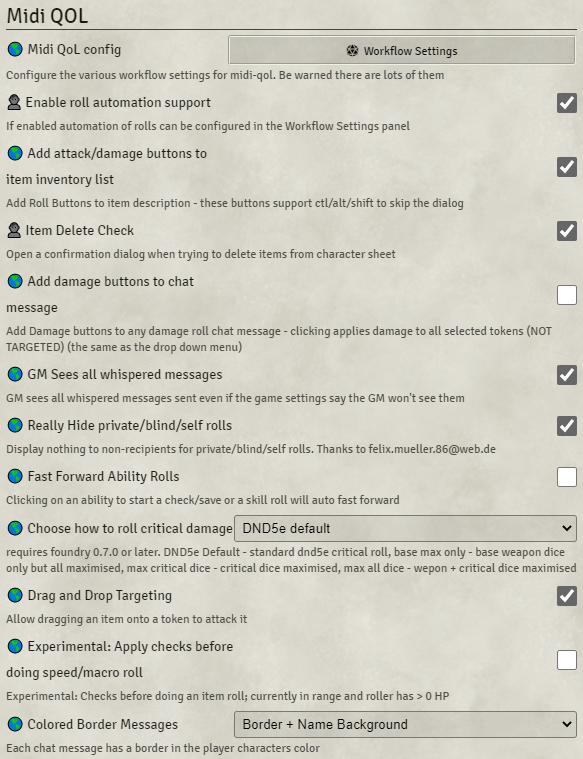 Midi QOL
Midi QoL config
Workflow Settings
Configure the various workflow settings for midi-qol. Be warned there are lots of them
Enable roll automation support
If enabled automation of rolls can be configured in the Workflow Settings panel
Add attack/damage buttons to
item inventory list
Add Roll Buttons to item description - these buttons support ctl/alt/shift to skip the dialog
Item Delete Check
Open a confirmation dialog when trying to delete items from character sheet
Add damage buttons to chat
message
Add Damage buttons to any damage roll chat message - clicking applies damage to all selected tokens (NOT
TARGETED) (the same as the drop down menu)
GM Sees all whispered messages
GM sees all whispered messages sent even if the game settings say the GM won't see them
Really Hide private/blind/self rolls
Display nothing to non-recipients for private/blind/self rolls. Thanks to felix.mueller.86@web.de
Fast Forward Ability Rolls
Clicking on an ability to start a check/save or a skill roll will auto fast forward
Choose how to roll critical damage
DND5e default
requires foundry 0.7.0 or later. DND5e Default - standard dnd5e critical roll, base max only - base weapon dice
only but all maximised, max critical dice - critical dice maximised, max all dice - wepon + critical dice maximised
Drag and Drop Targeting
Allow dragging an item onto a token to attack it
Experimental: Apply checks before
doing speed/macro roll
Experimental: Checks before doing an item roll; currently in range and roller has > 0 HP
Colored Border Messages
Border + Name Background
Each chat message has a border in the player characters color